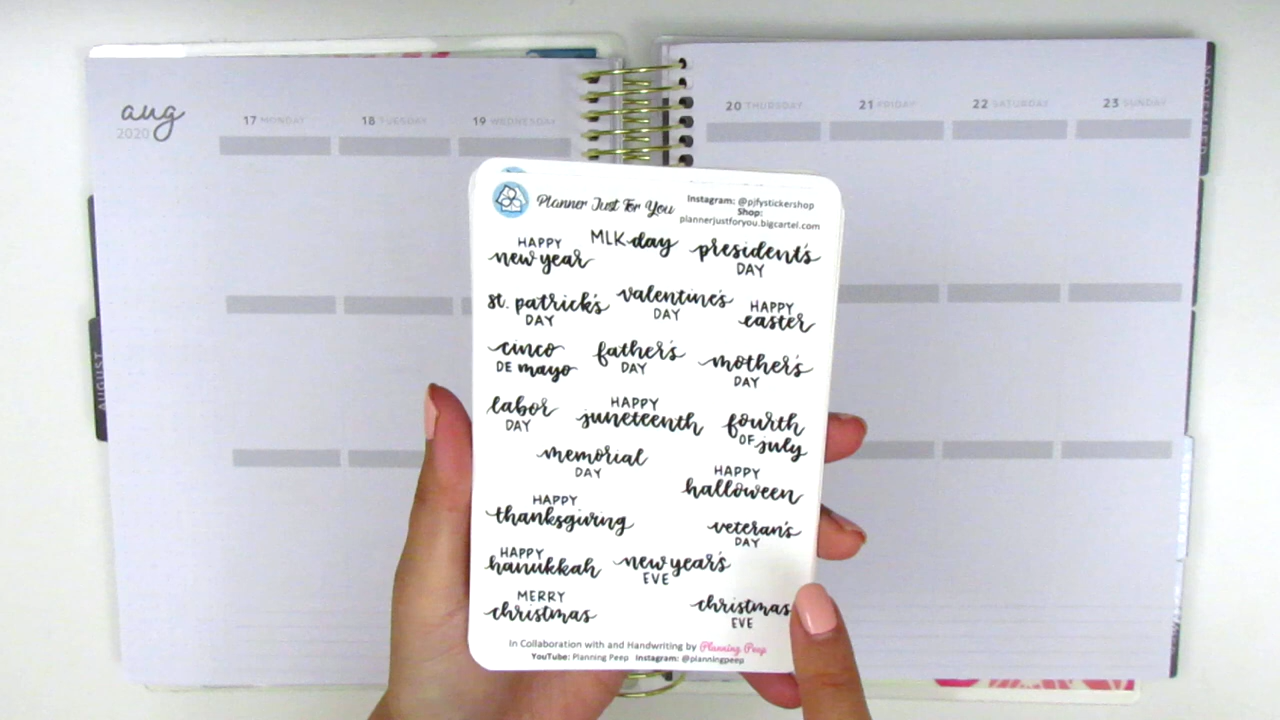 aug
2020
17 MONDAY
18 TUESDAY
19 WEDNESDAY
20 THURSDAY
21 FRIDAY
22 SATURDAY
23 SUNDAY
NOVEMBER
AUGUST
Planner Just For You
Instagram: @pjfystickershop
Shop:
plannerjustforyou.bigcartel.com
HAPPY
new year
MLK day
president's
DAY
st. patrick's
DAY
valentine's
DAY
HAPPY
easter
cinco
DE mayo
father's
DAY
mother's
DAY
labor
DAY
HAPPY
juneteenth
fourth
OF july
memorial
DAY
HAPPY
halloween
HAPPY
thanksgiving
veteran's
DAY
HAPPY
hanukkah
new year's
EVE
MERRY
christmas
christmas
EVE
In Collaboration with and Handwriting by Planning Peep
YouTube: Planning Peep Instagram: @planningpeep